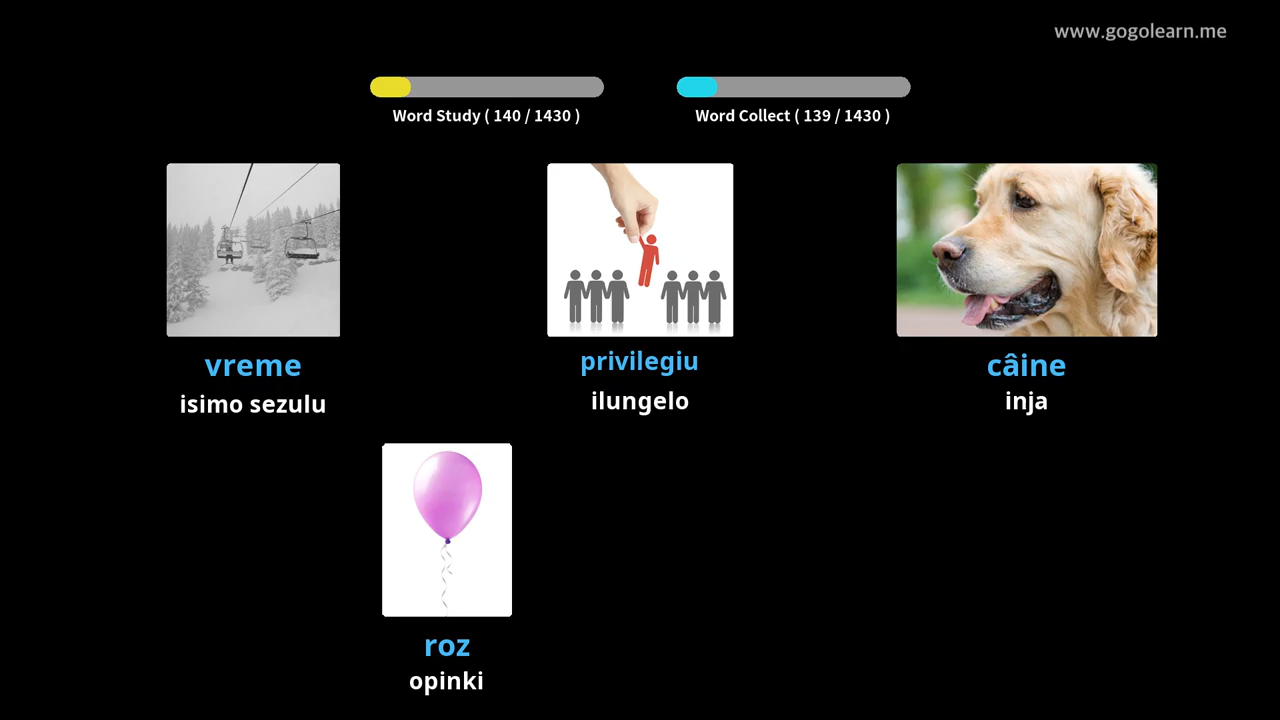 www.gogolearn.me
Word Study ( 140 / 1430 )
Word Collect ( 139 / 1430 )
vreme
isimo sezulu
privilegiu
ilungelo
câine
inja
roz
opinki